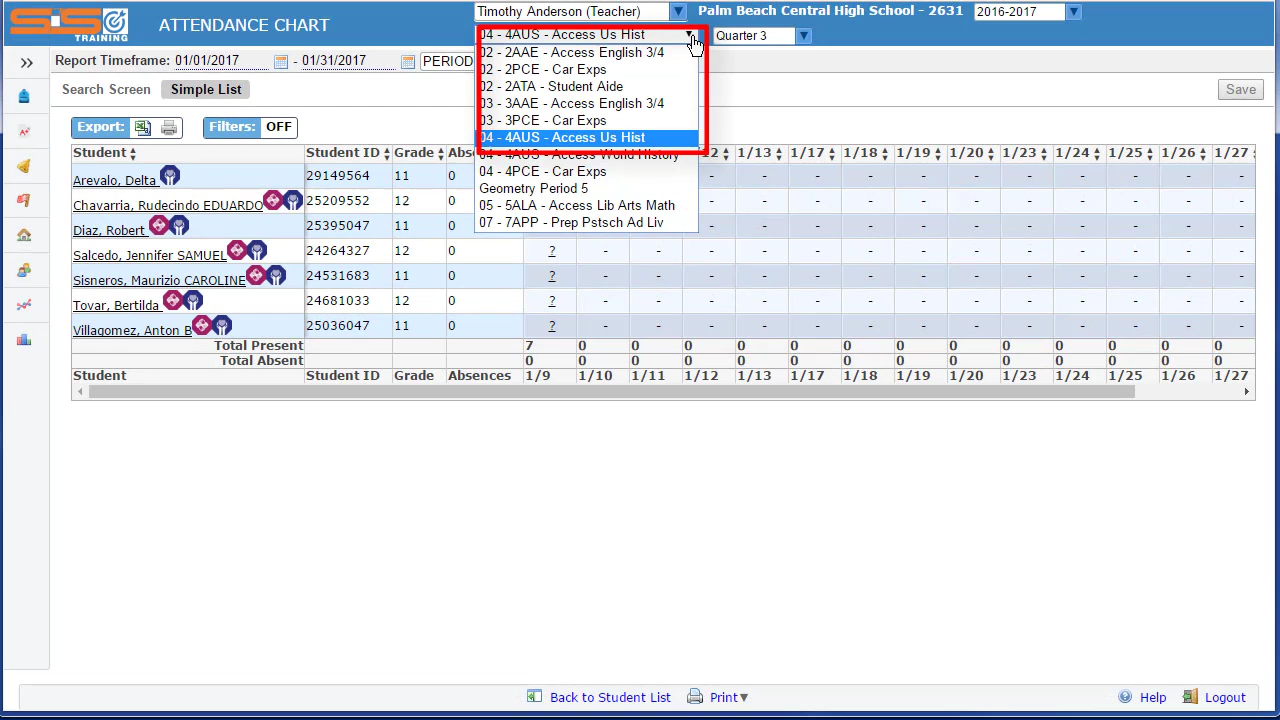 SiS TRAINING
ATTENDANCE CHART
Timothy Anderson (Teacher)
Palm Beach Central High School - 2631
2016-2017
04 - 4AUS - Access Us Hist
Quarter 3
02 - 2AAE - Access English 3/4
02 - 2PCE - Car Exps
02 - 2ATA - Student Aide
03 - 3AAE - Access English 3/4
03 - 3PCE - Car Exps
04 - 4AUS - Access Us Hist
04 - 4AUS - Access World History
04 - 4PCE - Car Exps
Geometry Period 5
05 - 5ALA - Access Lib Arts Math
07 - 7APP - Prep Pstsch Ad Liv
Report Timeframe: 01/01/2017 - 01/31/2017 PERIOD
Search Screen Simple List Save
Export: Filters: OFF
Student Student ID Grade Absences 12 1/13 1/17 1/18 1/19 1/20 1/23 1/24 1/25 1/26 1/27
Arevalo, Delta 29149564 11 0 - - - - - - - - - - -
Chavarria, Rudecindo EDUARDO 25209552 12 0 - - - - - - - - - - -
Diaz, Robert 25395047 11 0 - - - - - - - - - - -
Salcedo, Jennifer SAMUEL 24264327 12 0 ? - - - - - - - - - - - - -
Sisneros, Maurizio CAROLINE 24531683 11 0 ? - - - - - - - - - - - - -
Tovar, Bertilda 24681033 12 0 ? - - - - - - - - - - - - -
Villagomez, Anton B 25036047 11 0 ? - - - - - - - - - - - - -
Total Present 7 0 0 0 0 0 0 0 0 0 0 0 0 0
Total Absent 0 0 0 0 0 0 0 0 0 0 0 0 0 0
Student Student ID Grade Absences 1/9 1/10 1/11 1/12 1/13 1/17 1/18 1/19 1/20 1/23 1/24 1/25 1/26 1/27
Back to Student List Print Help Logout